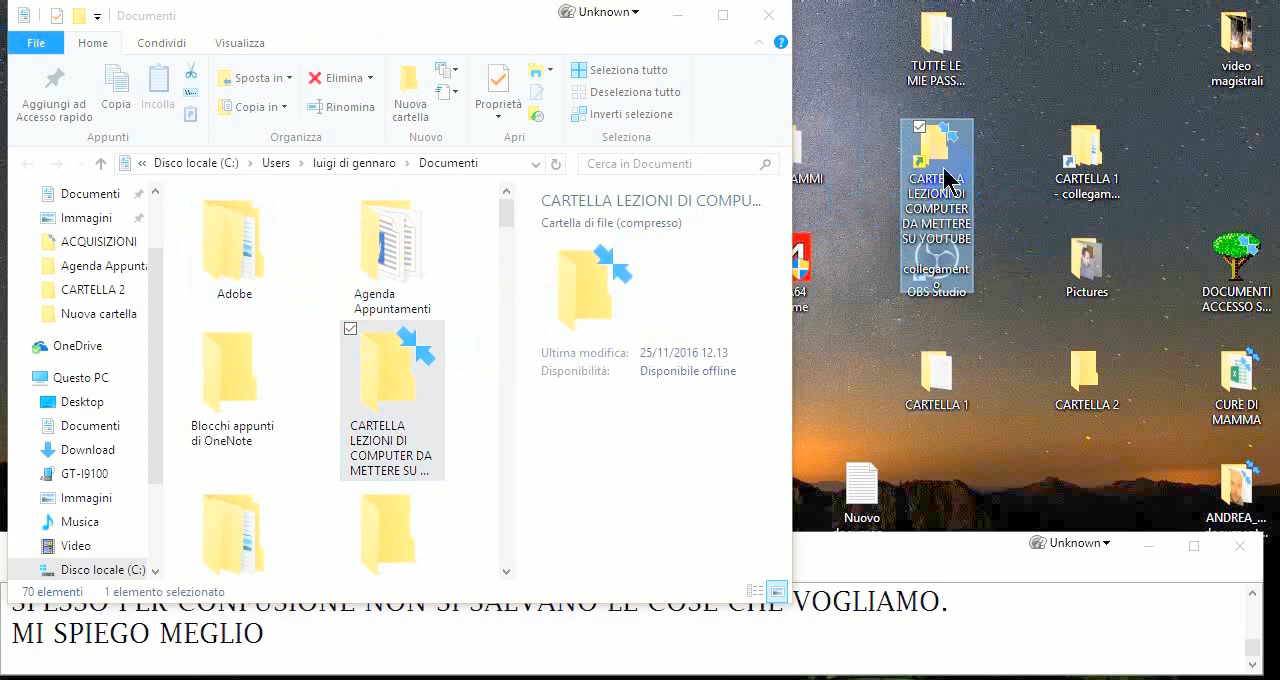 Documenti
Unknown
File
Home
Condividi
Visualizza
Aggiungi ad
Accesso rapido
Copia
Incolla
Appunti
Sposta in
Copia in
Elimina
Rinomina
Organizza
Nuova
cartella
Nuovo
Proprietà
Apri
Seleziona tutto
Deseleziona tutto
Inverti selezione
Seleziona
« Disco locale (C:) > Users > luigi di gennaro > Documenti
Cerca in Documenti
Documenti
Immagini
ACQUISIZIONI
Agenda Appunt
CARTELLA 2
Nuova cartella
OneDrive
Questo PC
Desktop
Documenti
Download
GT-I9100
Immagini
Musica
Video
Disco locale (C:)
Adobe
Agenda
Appuntamenti
Blocchi appunti
di OneNote
CARTELLA
LEZIONI DI
COMPUTER DA
METTERE SU ...
CARTELLA LEZIONI DI COMPU...
Cartella di file (compresso)
Ultima modifica: 25/11/2016 12.13
Disponibilità: Disponibile offline
70 elementi
1 elemento selezionato
TUTTE LE
MIE PASS...
video
magistrali
AMMI
LEZIONI DI
COMPUTER
DA METTERE
SU YOUTUBE
collegamento
OBS Studio
CARTELLA 1
- collegam...
64
me
Pictures
DOCUMENTI
ACCESSO S...
CARTELLA 1
CARTELLA 2
CURE DI
MAMMA
Nuovo
ANDREA_...
Unknown
SPESSO PER CONFUSIONE NON SI SALVANO LE COSE CHE VOGLIAMO.
MI SPIEGO MEGLIO